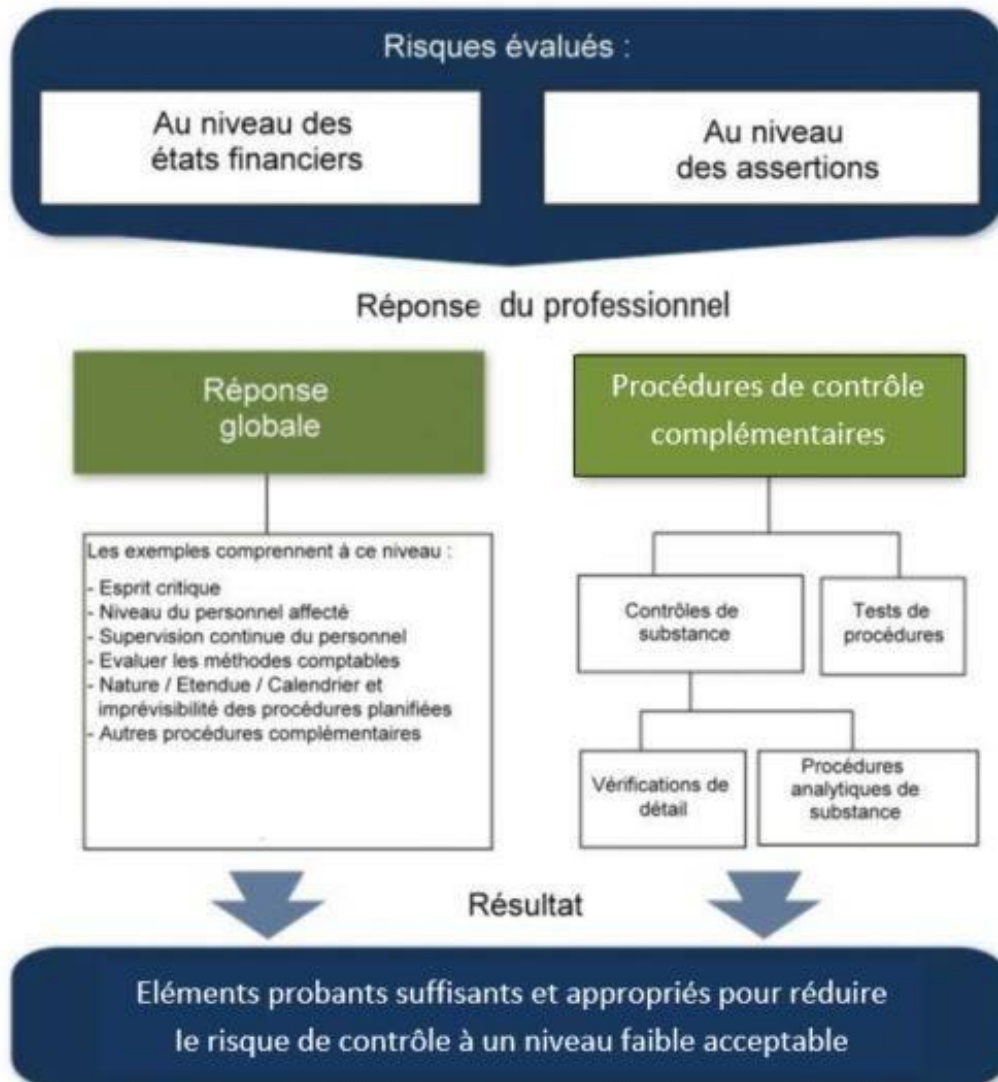 Risques évalués :
Au niveau des
états financiers
Au niveau
des assertions
Réponse du professionnel
Réponse
globale
Procédures de contrôle
complémentaires
Les exemples comprennent à ce niveau :
- Esprit critique
- Niveau du personnel affecté
- Supervision continue du personnel
- Evaluer les méthodes comptables
- Nature / Etendue / Calendrier et
imprévisibilité des procédures planifiées
- Autres procédures complémentaires
Contrôles de
substance
Tests de
procédures
Vérifications de
détail
Procédures
analytiques de
substance
Résultat
Eléments probants suffisants et appropriés pour réduire
le risque de contrôle à un niveau faible acceptable